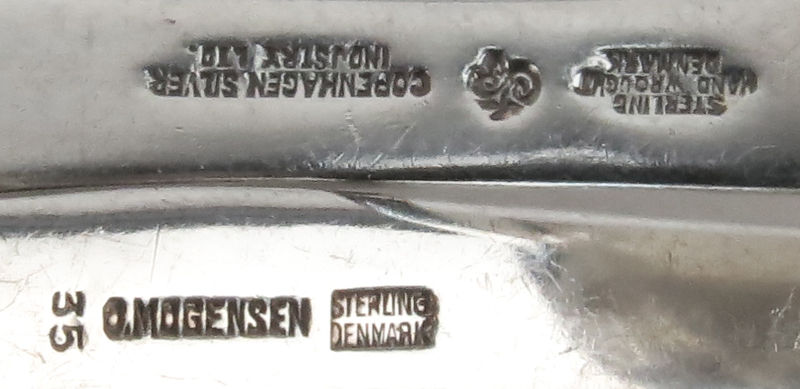 STERLING
HAND WROUGHT
DENMARK
COPENHAGEN SILVER
INDUSTRY LTD.
35
O.MOGENSEN
STERLING
DENMARK